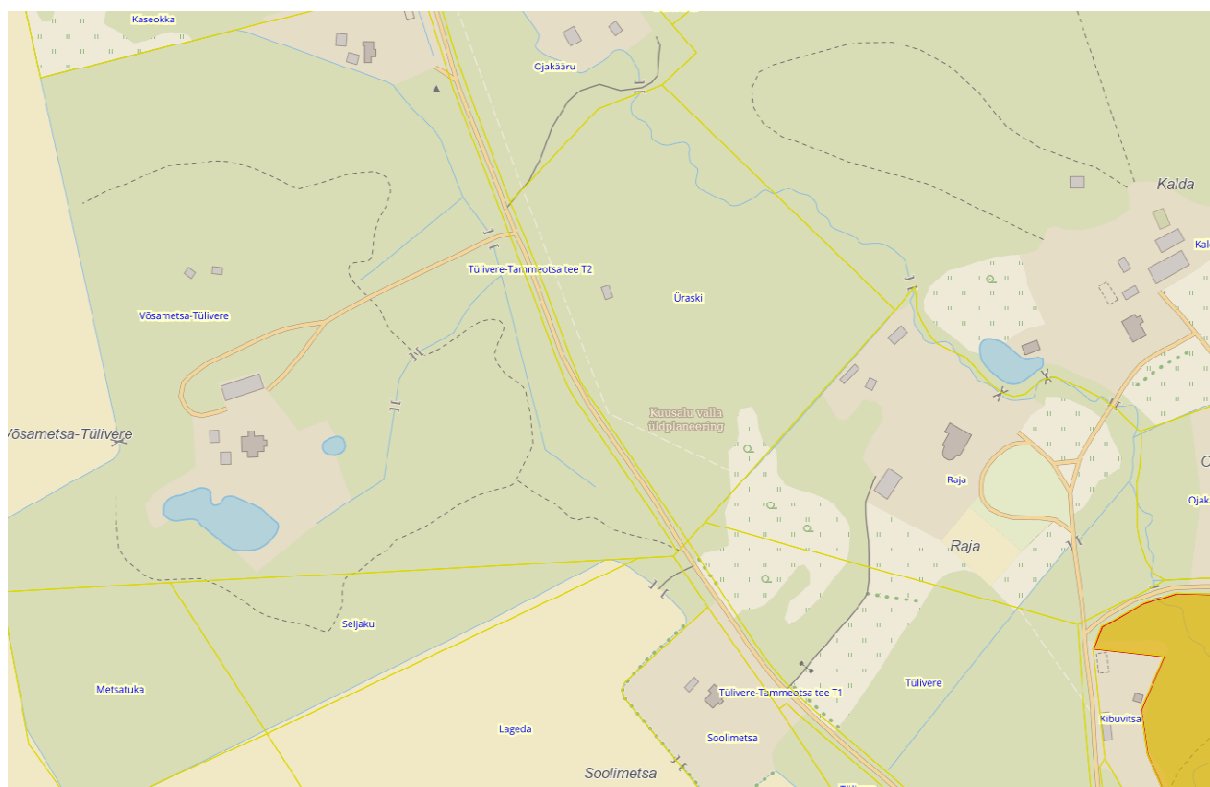 Kaseokka
Ojakääru
Kalda
Kald
Tülivere-Tammeotsa tee T2
Üraski
Võsametsa-Tülivere
Kuusalu valla
üldplaneering
Võsametsa-Tülivere
Raja
Ojak
Raja
Seljaku
Metsatuka
Tülivere
Tülivere-Tammeotsa tee T1
Kibuvitsa
Lageda
Soolimetsa
Soolimetsa